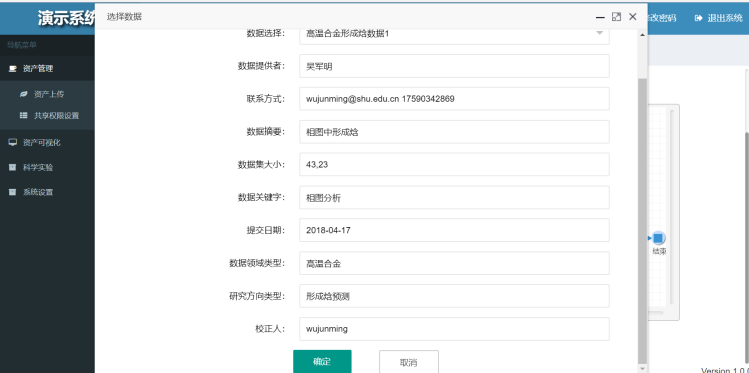 演示系统
选择数据
修改密码
退出系统
导航菜单
资产管理
资产上传
共享权限设置
资产可视化
科学实验
系统设置
数据选择: 高温合金形成焓数据1
数据提供者: 吴军明
联系方式: wujunming@shu.edu.cn 17590342869
数据摘要: 相图中形成焓
数据集大小: 43,23
数据关键字: 相图分析
提交日期: 2018-04-17
数据领域类型: 高温合金
研究方向类型: 形成焓预测
校正人: wujunming
确定
取消
结束
Version 1.0.0